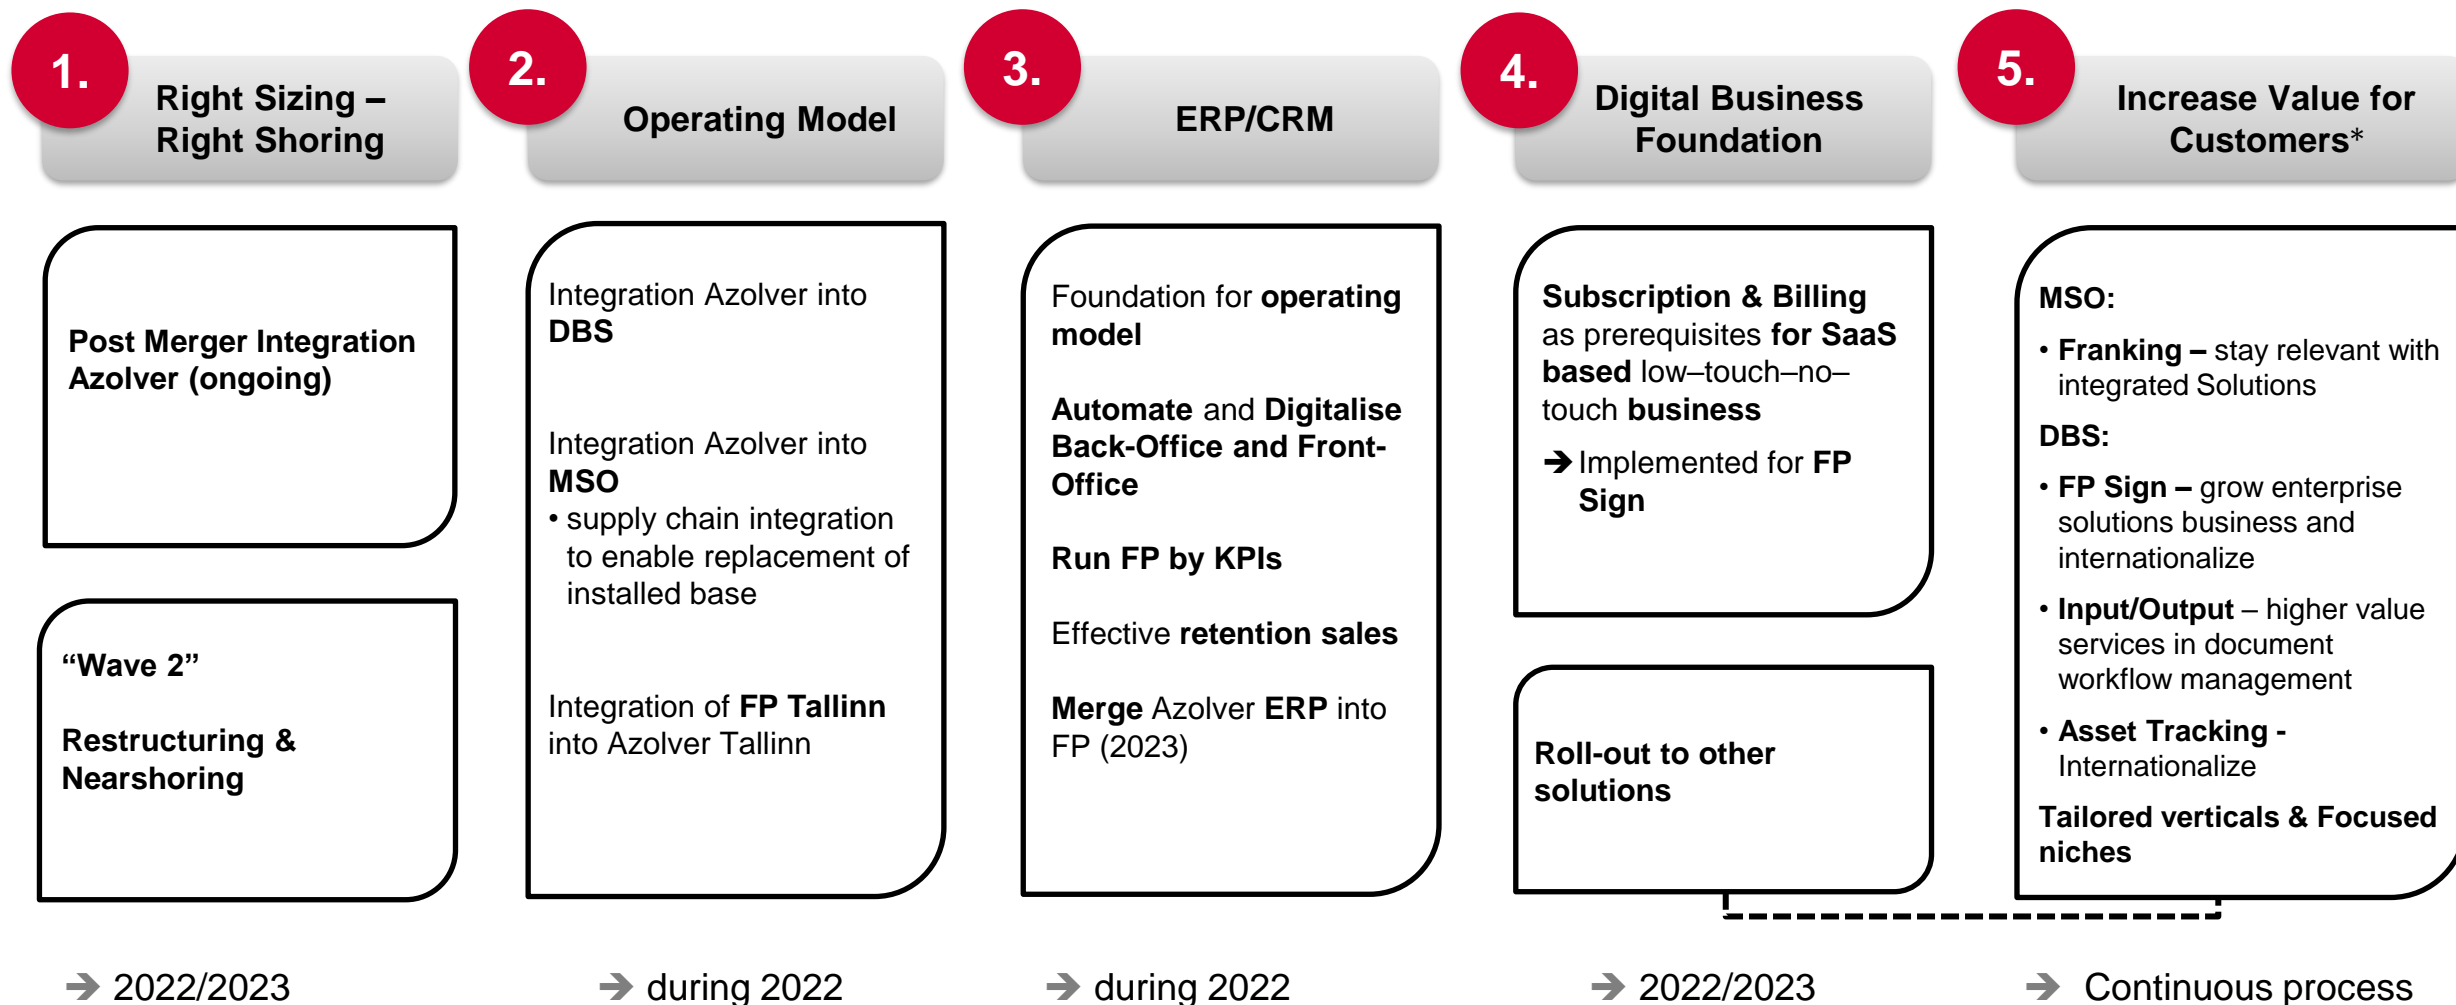 1.
Right Sizing –
Right Shoring
Post Merger Integration
Azolver (ongoing)
“Wave 2”
Restructuring &
Nearshoring
➔ 2022/2023
2.
Operating Model
Integration Azolver into
DBS
Integration Azolver into
MSO
• supply chain integration
to enable replacement of
installed base
Integration of FP Tallinn
into Azolver Tallinn
➔ during 2022
3.
ERP/CRM
Foundation for operating
model
Automate and Digitalise
Back-Office and Front-
Office
Run FP by KPIs
Effective retention sales
Merge Azolver ERP into
FP (2023)
➔ during 2022
4.
Digital Business
Foundation
Subscription & Billing
as prerequisites for SaaS
based low–touch–no–
touch business
➔ Implemented for FP
Sign
Roll-out to other
solutions
➔ 2022/2023
5.
Increase Value for
Customers*
MSO:
• Franking – stay relevant with
integrated Solutions
DBS:
• FP Sign – grow enterprise
solutions business and
internationalize
• Input/Output – higher value
services in document
workflow management
• Asset Tracking -
Internationalize
Tailored verticals & Focused
niches
➔ Continuous process